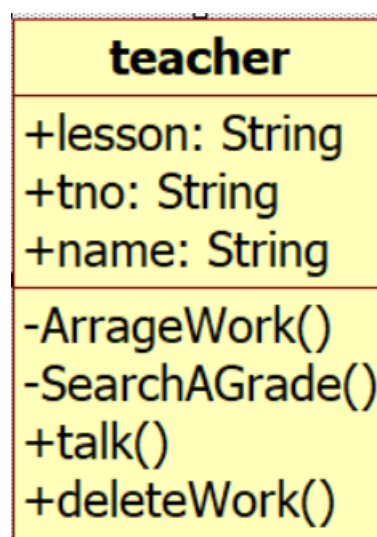 teacher
+lesson: String
+tno: String
+name: String
-ArrageWork()
-SearchAGrade()
+talk()
+deleteWork()